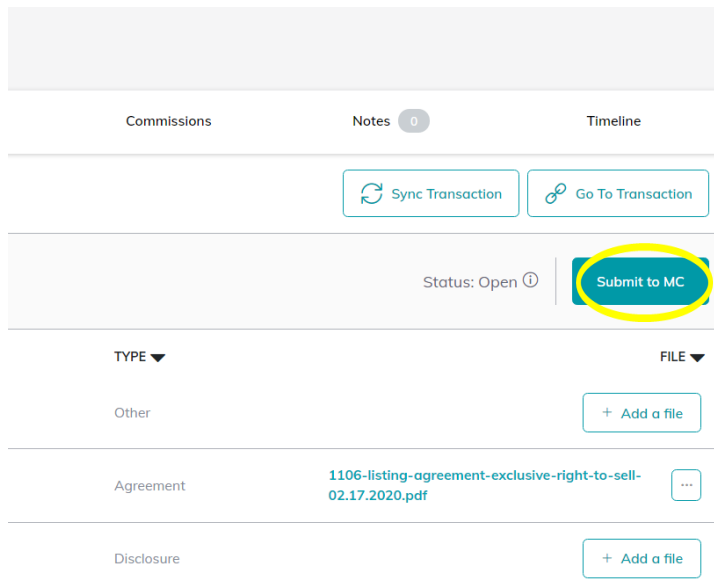 Commissions Notes 0 Timeline
Sync Transaction Go To Transaction
Status: Open Submit to MC
TYPE FILE
Other + Add a file
Agreement 1106-listing-agreement-exclusive-right-to-sell-
02.17.2020.pdf ...
Disclosure + Add a file